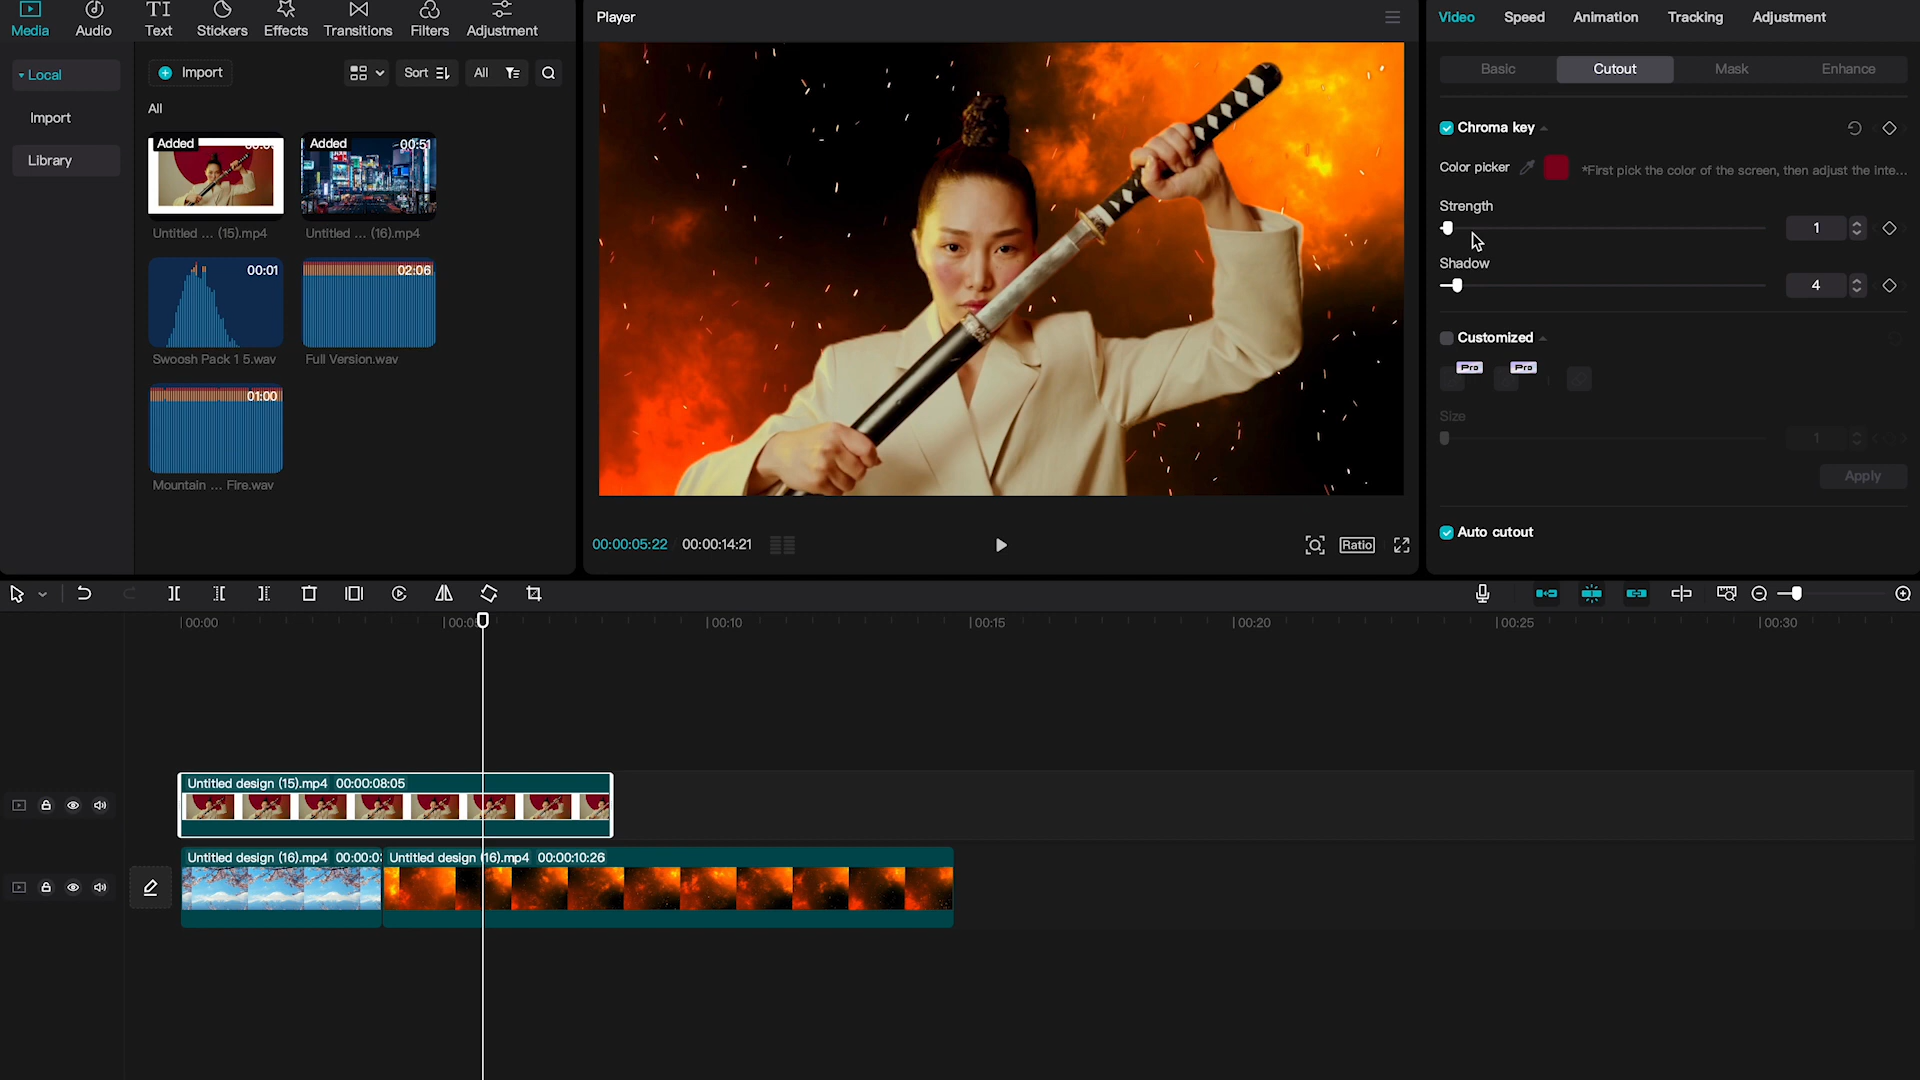 Media
Audio
Text
Stickers
Effects
Transitions
Filters
Adjustment
Local
Import
Library
Import
Sort
All
All
Added
Added
00:51
Untitled ... (15).mp4
Untitled ... (16).mp4
00:01
02:06
Swoosh Pack 1 5.wav
Full Version.wav
01:00
Mountain ... Fire.wav
Player
00:00:05:22
00:00:14:21
Ratio
Video
Speed
Animation
Tracking
Adjustment
Basic
Cutout
Mask
Enhance
Chroma key
Color picker
*First pick the color of the screen, then adjust the inte...
Strength
1
Shadow
4
Customized
Pro
Pro
Size
1
Apply
Auto cutout
00:00
00:10
00:15
00:20
00:25
00:30
Untitled design (15).mp4 00:00:08:05
Untitled design (16).mp4 00:00:0
Untitled design (16).mp4 00:00:10:26